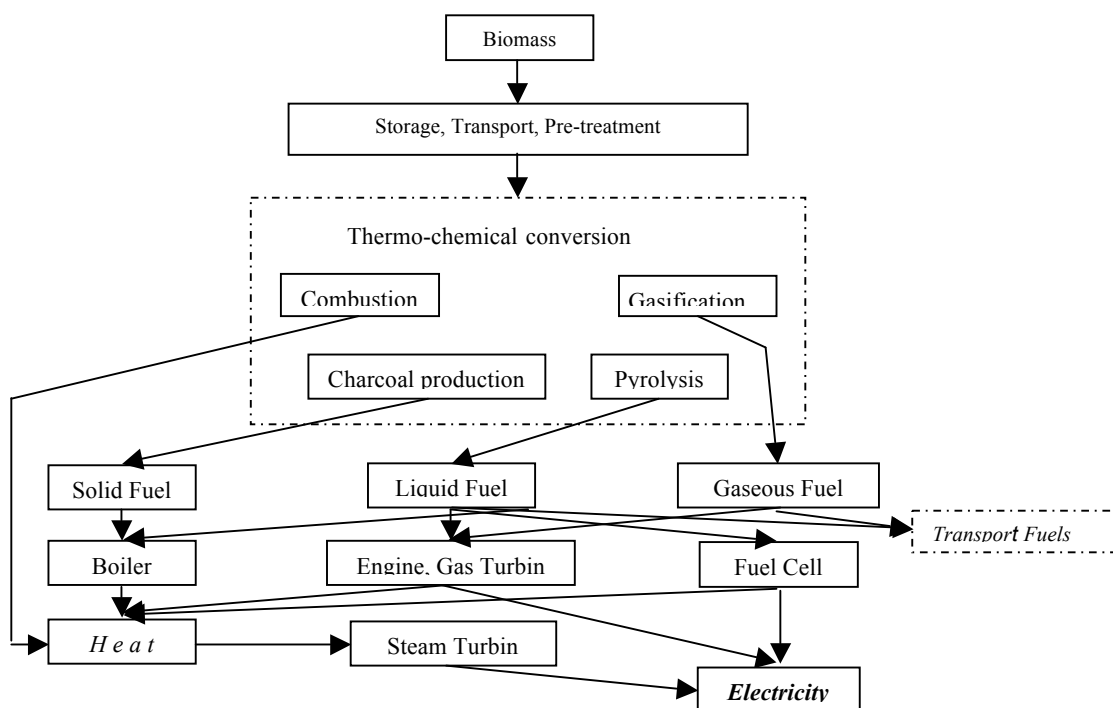 Biomass
Storage, Transport, Pre-treatment
Thermo-chemical conversion
Combustion
Gasification
Charcoal production
Pyrolysis
Solid Fuel
Liquid Fuel
Gaseous Fuel
Transport Fuels
Boiler
Engine, Gas Turbin
Fuel Cell
Heat
Steam Turbin
Electricity